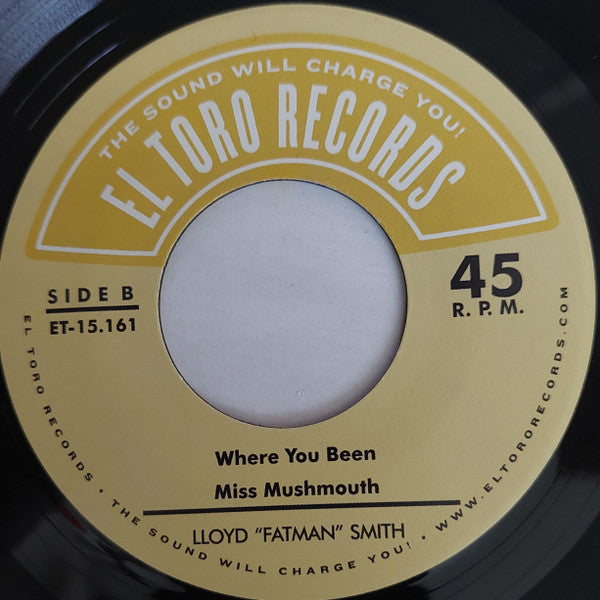 THE SOUND WILL CHARGE YOU!
EL TORO RECORDS
SIDE B
ET-15.161
45
R. P. M.
Where You Been
Miss Mushmouth
LLOYD "FATMAN" SMITH
EL TORO RECORDS • THE SOUND WILL CHARGE YOU! • WWW.ELTORORECORDS.COM